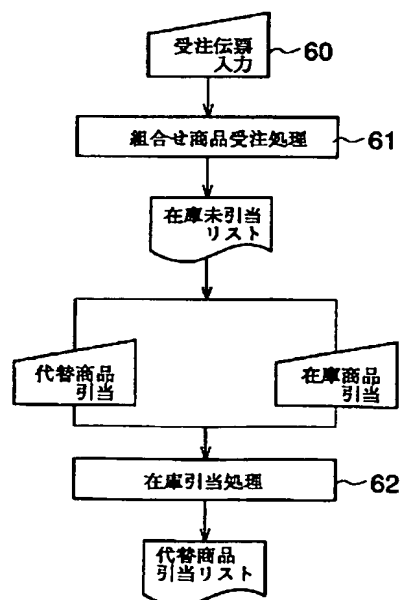 受注伝票
入力
60
組合せ商品受注処理
61
在庫未引当
リスト
代替商品
引当
在庫商品
引当
在庫引当処理
62
代替商品
引当リスト